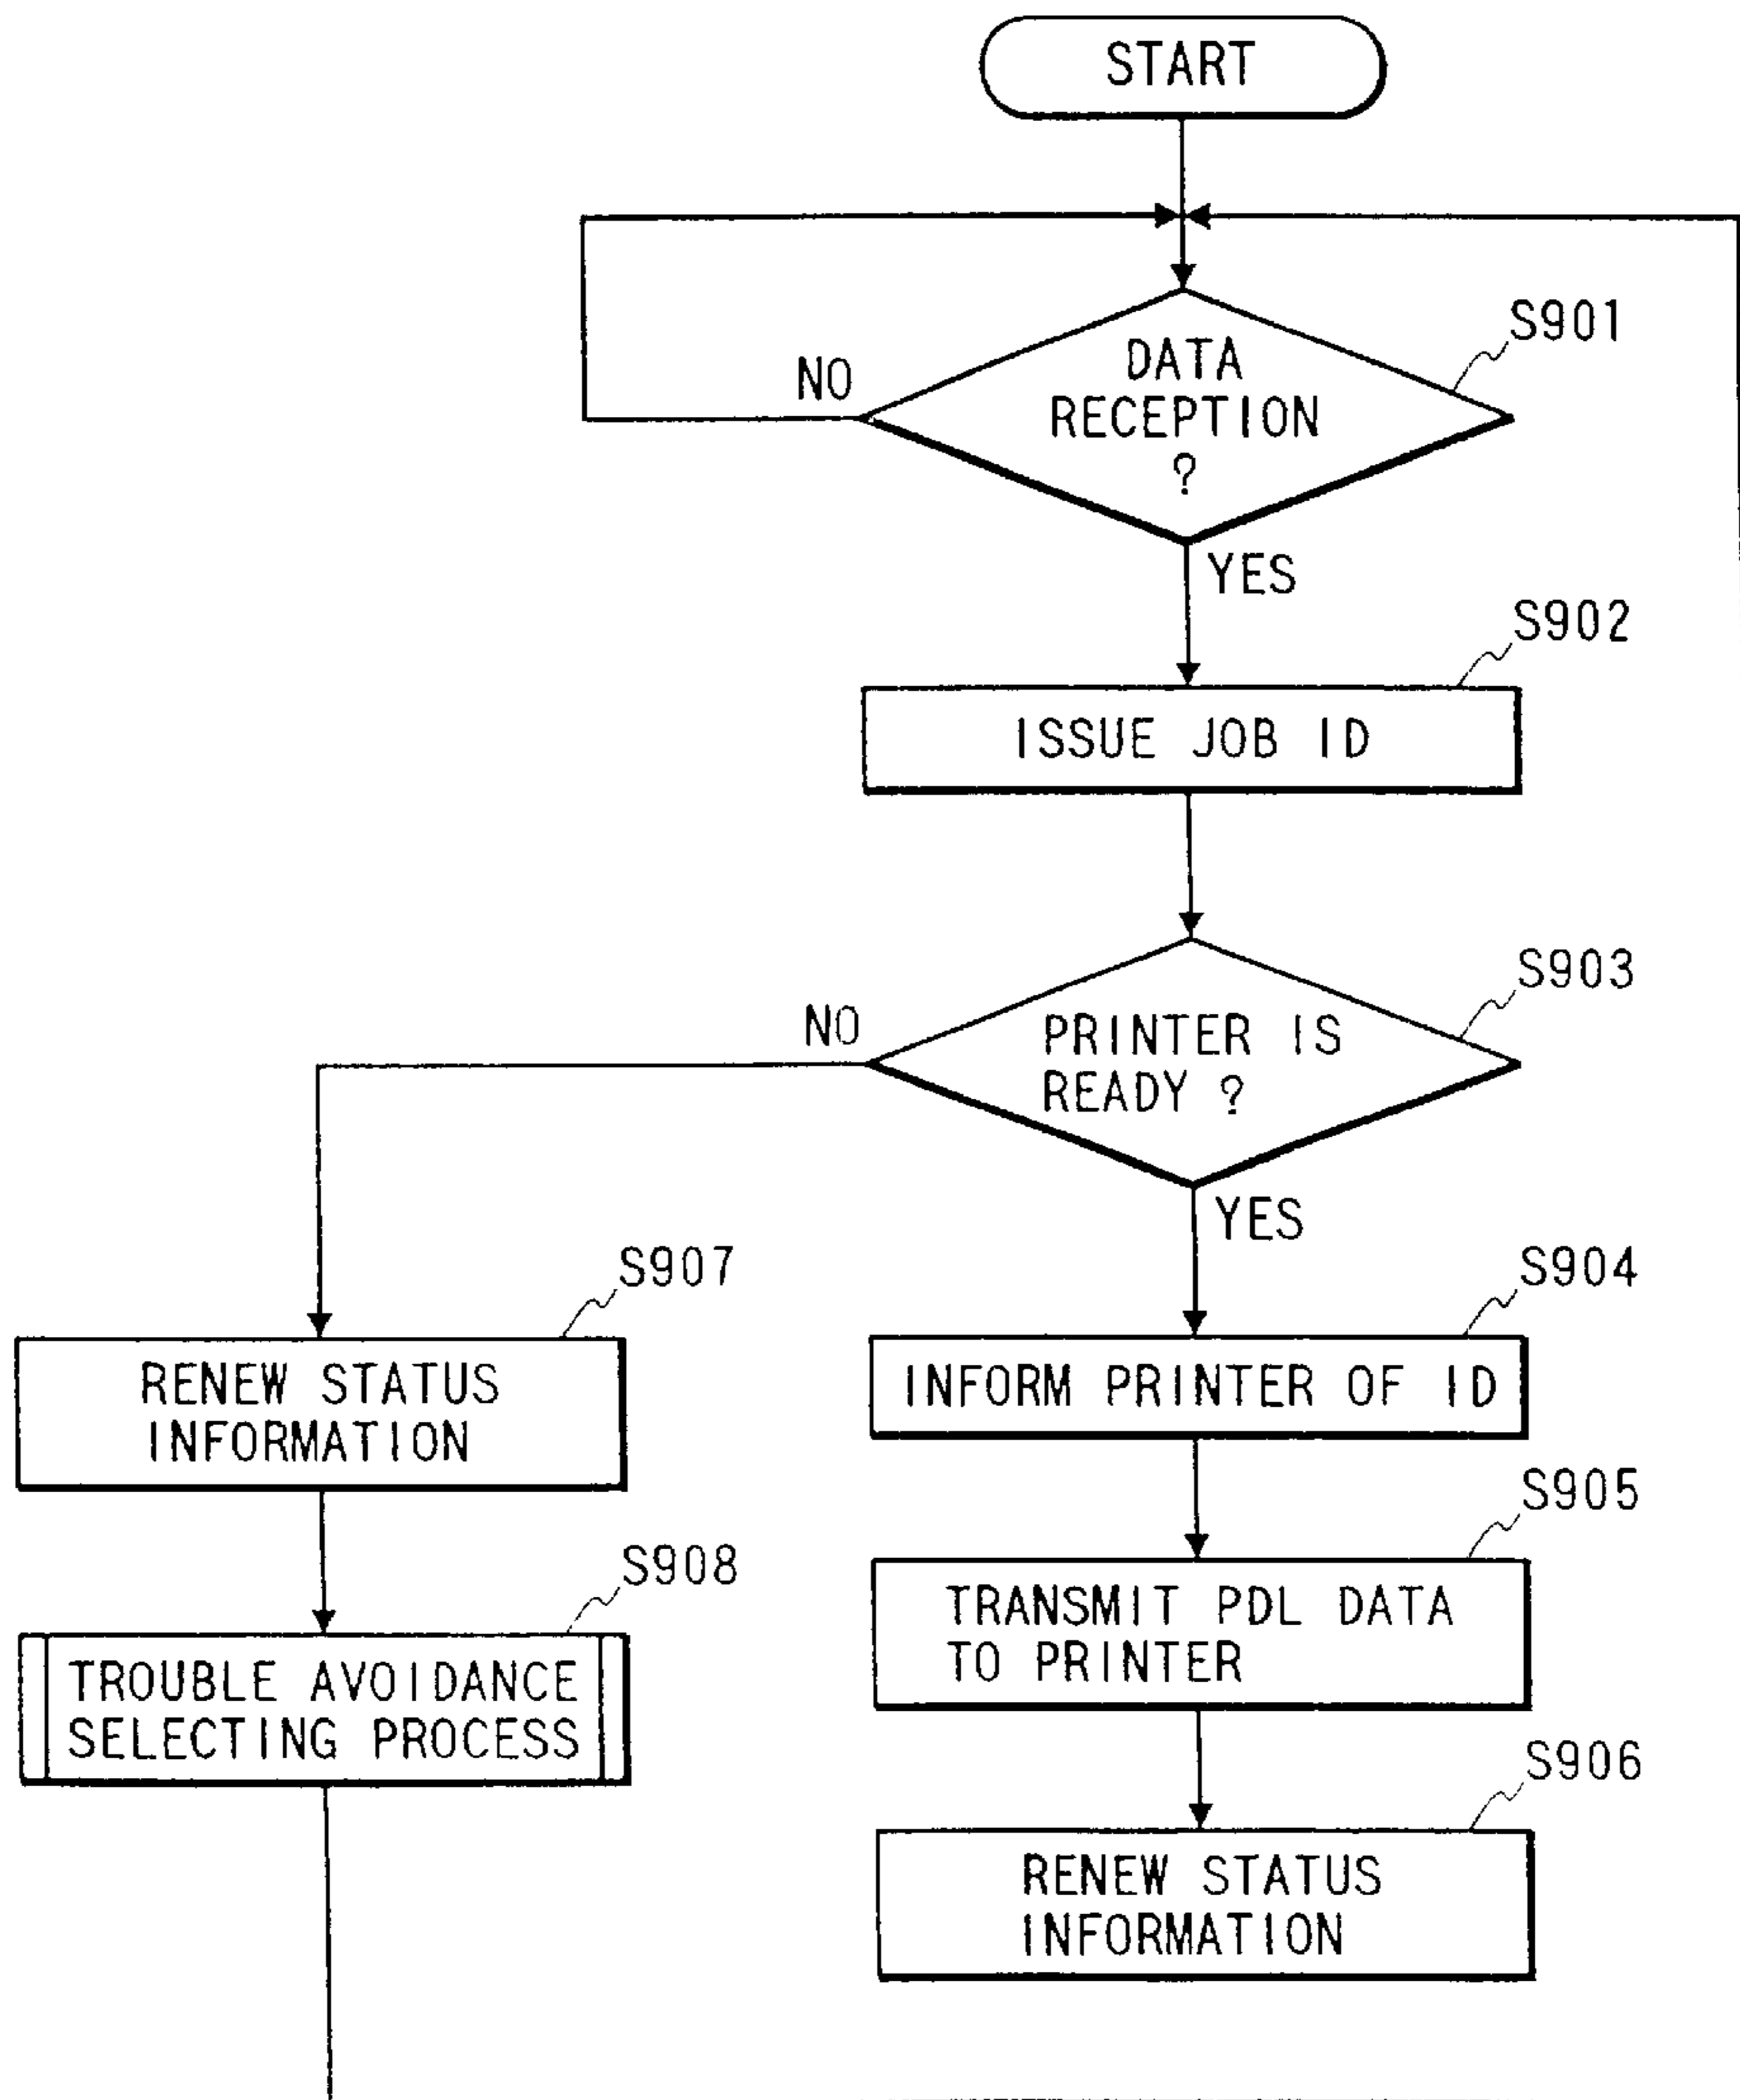 START
S901
NO
DATA
RECEPTION
?
YES
S902
ISSUE JOB ID
S903
NO
PRINTER IS
READY ?
YES
S907
S904
RENEW STATUS
INFORMATION
INFORM PRINTER OF ID
S905
S908
TRANSMIT PDL DATA
TO PRINTER
TROUBLE AVOIDANCE
SELECTING PROCESS
S906
RENEW STATUS
INFORMATION